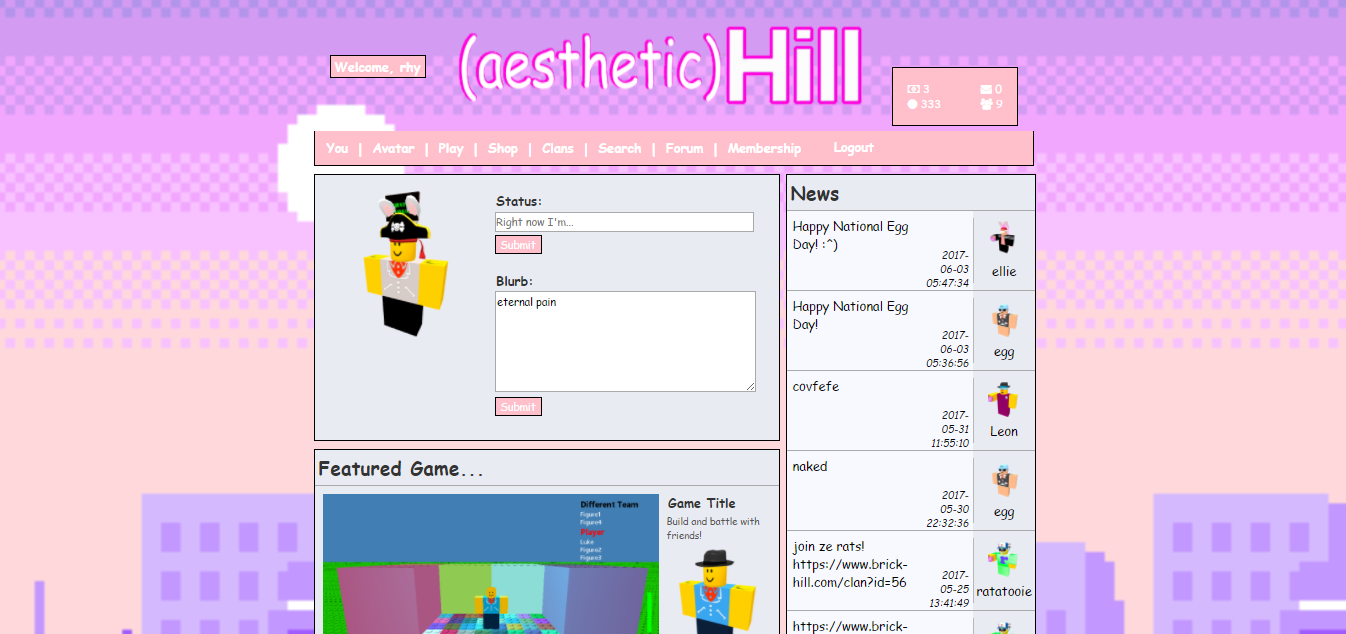 Welcome, rhy
(aesthetic)Hill
3
0
333
9
You | Avatar | Play | Shop | Clans | Search | Forum | Membership Logout
Status:
Right now I'm...
Submit
Blurb:
eternal pain
Submit
Featured Game...
Different Team
Figure1
Figure4
Player
Luke
Figure2
Figure3
Game Title
Build and battle with
friends!
News
Happy National Egg
Day! :^)
2017-
06-03
05:47:34
ellie
Happy National Egg
Day!
2017-
06-03
05:36:56
egg
covfefe
2017-
05-31
11:55:10
Leon
naked
2017-
05-30
22:32:36
egg
join ze rats!
https://www.brick-
hill.com/clan?id=56
2017-
05-25
13:41:49
ratatooie
https://www.brick-